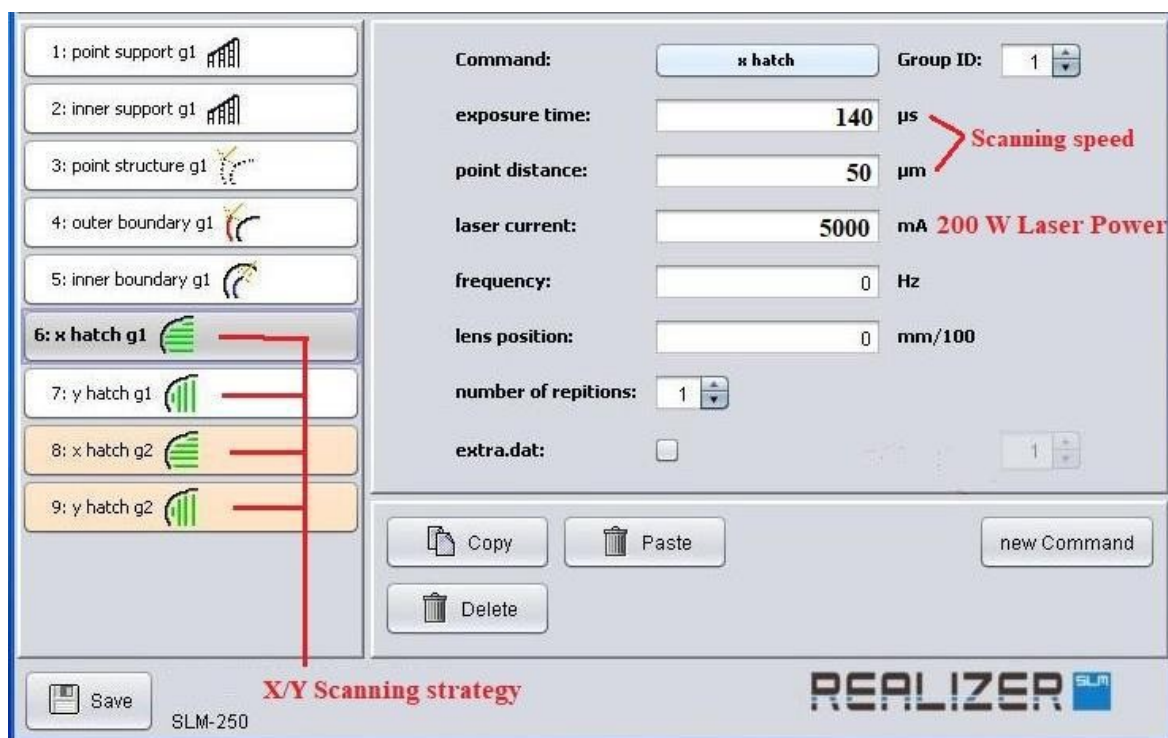 1: point support g1
2: inner support g1
3: point structure g1
4: outer boundary g1
5: inner boundary g1
6: x hatch g1
7: y hatch g1
8: x hatch g2
9: y hatch g2
Command: x hatch Group ID: 1
exposure time: 140 µs
Scanning speed
point distance: 50 µm
laser current: 5000 mA 200 W Laser Power
frequency: 0 Hz
lens position: 0 mm/100
number of repitions: 1
extra.dat: 1
Copy Paste new Command
Delete
Save SLM-250
X/Y Scanning strategy
REALIZER SLM